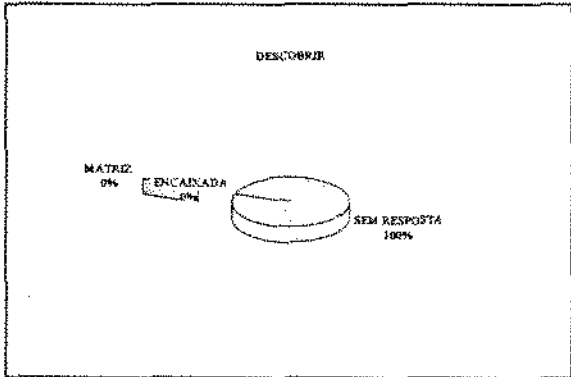 DESCOBRIR
MATRIZ
0%
ENCAIXADA
0%
SEM RESPOSTA
100%